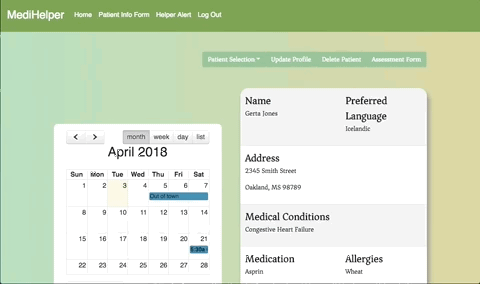 MediHelper Home Patient Info Form Helper Alert Log Out
Patient Selection Update Profile Delete Patient Assessment Form
month week day list
April 2018
Sun Mon Tue Wed Thu Fri Sat
1 2 3 4 5 6 7
Out of town
8 9 10 11 12 13 14
15 16 17 18 19 20 21
5:30a
22 23 24 25 26 27 28
Name
Gerta Jones
Preferred
Language
Icelandic
Address
2345 Smith Street
Oakland, MS 98789
Medical Conditions
Congestive Heart Failure
Medication
Asprin
Allergies
Wheat